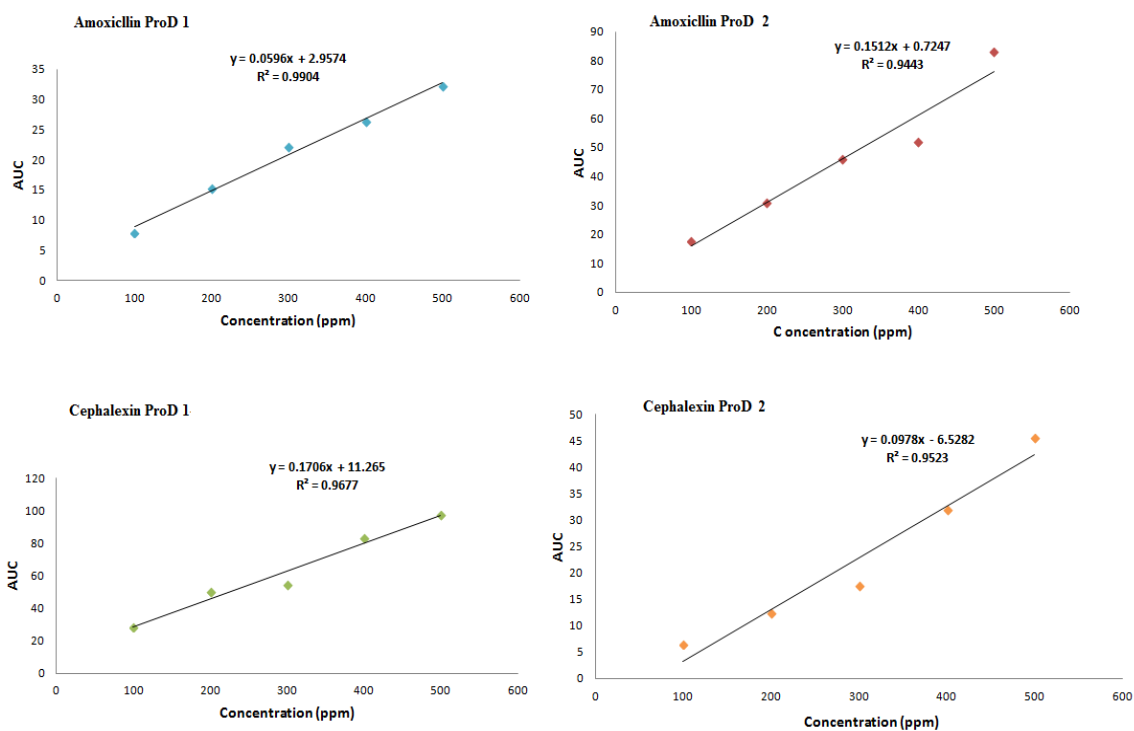 Amoxicllin ProD 1
y = 0.0596x + 2.9574
R² = 0.9904
35
30
25
20
15
10
5
0
AUC
0 100 200 300 400 500 600
Concentration (ppm)
Amoxicllin ProD 2
y = 0.1512x + 0.7247
R² = 0.9443
90
80
70
60
50
40
30
20
10
0
AUC
0 100 200 300 400 500 600
C oncentration (ppm)
Cephalexin ProD 1
y = 0.1706x + 11.265
R² = 0.9677
120
100
80
60
40
20
0
AUC
0 100 200 300 400 500 600
Concentration (ppm)
Cephalexin ProD 2
y = 0.0978x - 6.5282
R² = 0.9523
50
45
40
35
30
25
20
15
10
5
0
AUC
0 100 200 300 400 500 600
Concentration (ppm)